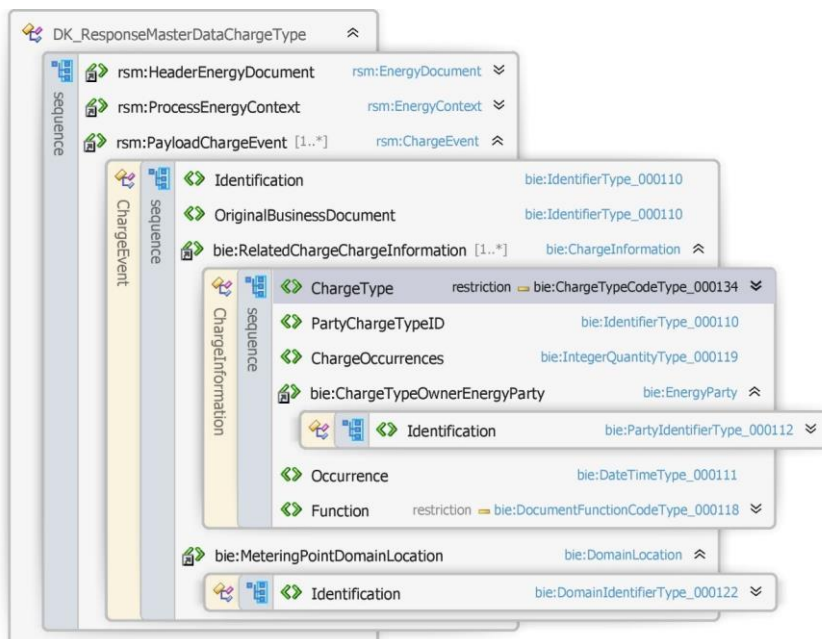 DK_ResponseMasterDataChargeType
sequence
rsm:HeaderEnergyDocument rsm:EnergyDocument
rsm:ProcessEnergyContext rsm:EnergyContext
rsm:PayloadChargeEvent [1..*] rsm:ChargeEvent
ChargeEvent
sequence
Identification bie:IdentifierType_000110
OriginalBusinessDocument bie:IdentifierType_000110
bie:RelatedChargeChargeInformation [1..*] bie:ChargeInformation
ChargeInformation
sequence
ChargeType restriction bie:ChargeTypeCodeType_000134
PartyChargeTypeID bie:IdentifierType_000110
ChargeOccurrences bie:IntegerQuantityType_000119
bie:ChargeTypeOwnerEnergyParty bie:EnergyParty
Identification bie:PartyIdentifierType_000112
Occurrence bie:DateTimeType_000111
Function restriction bie:DocumentFunctionCodeType_000118
bie:MeteringPointDomainLocation bie:DomainLocation
Identification bie:DomainIdentifierType_000122